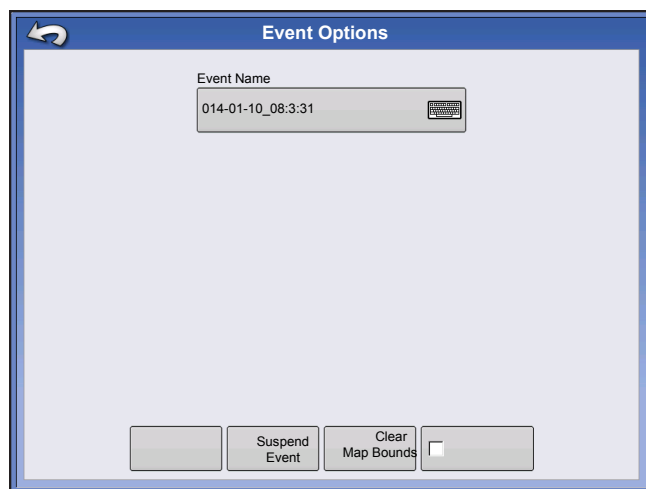 Event Options
Event Name
014-01-10_08:3:31
Suspend
Event
Clear
Map Bounds